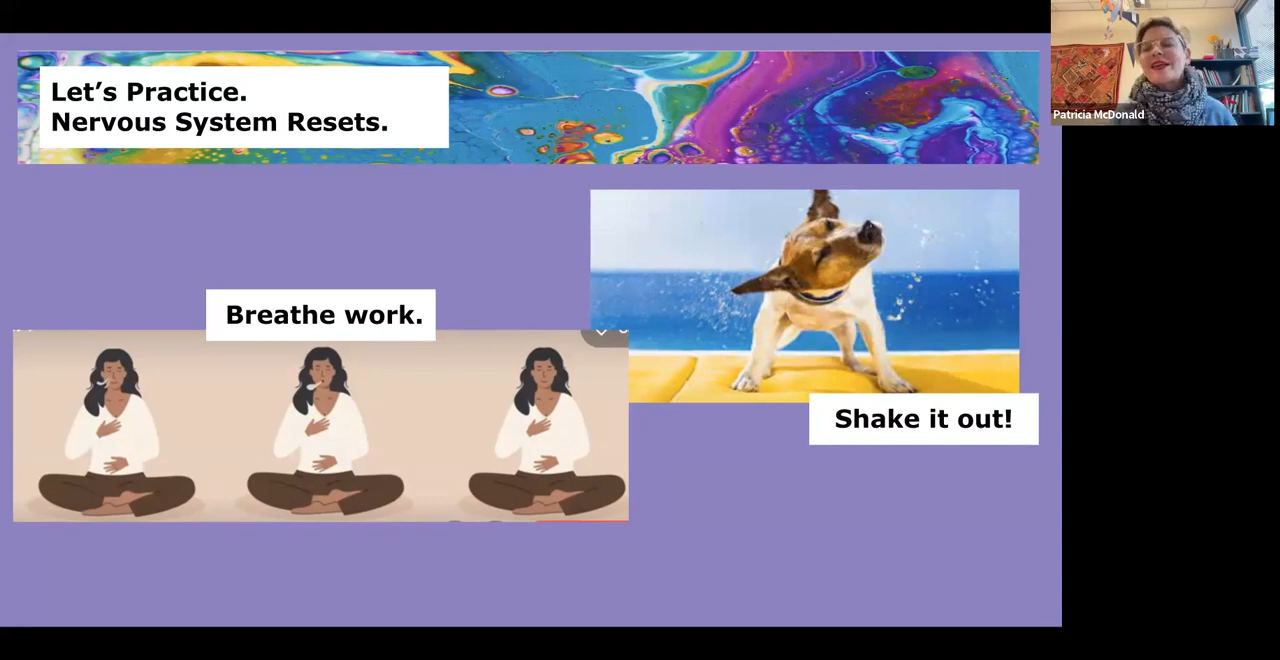 Let's Practice.
Nervous System Resets.
Patricia McDonald
Breathe work.
Shake it out!